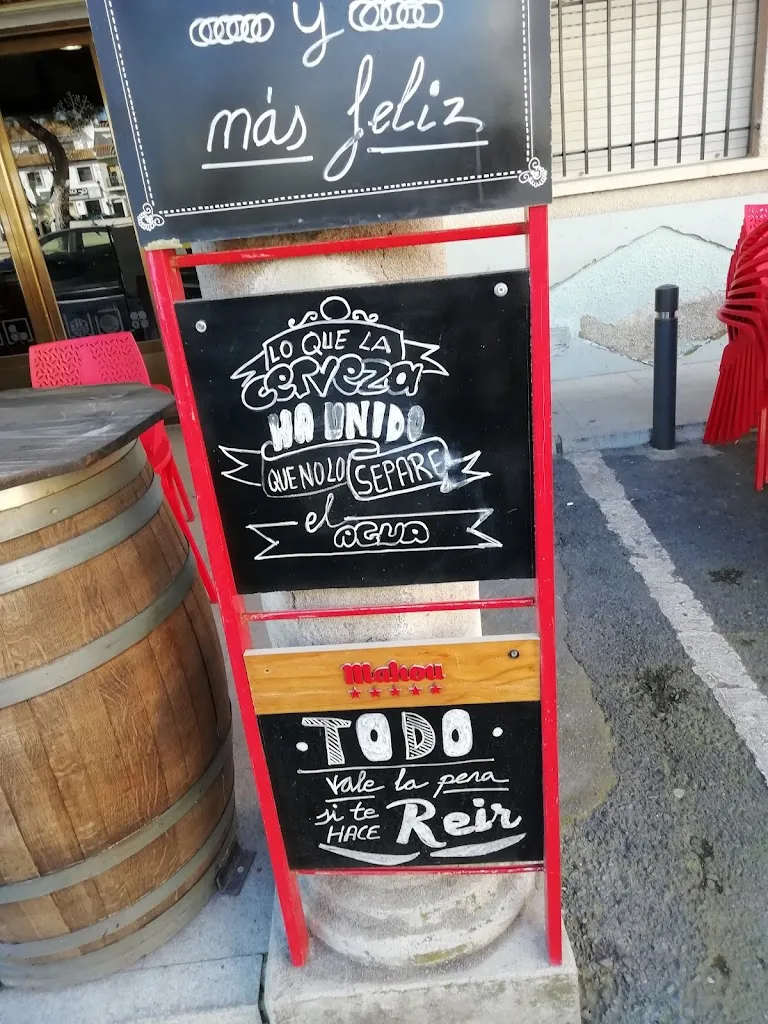 y
más feliz
LO QUE LA
cerveza
HA UNIDO
QUE NO LO SEPARE
el
AGUA
Mahou
TODO
vale la pena
si te
HACE Reir